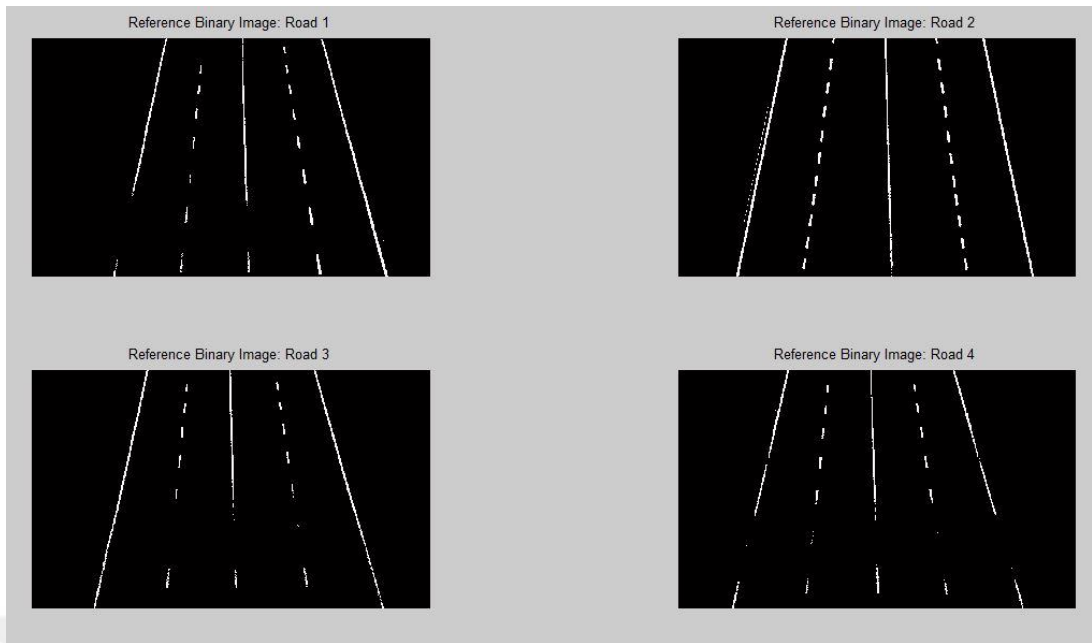 Reference Binary Image: Road 1
Reference Binary Image: Road 2
Reference Binary Image: Road 3
Reference Binary Image: Road 4